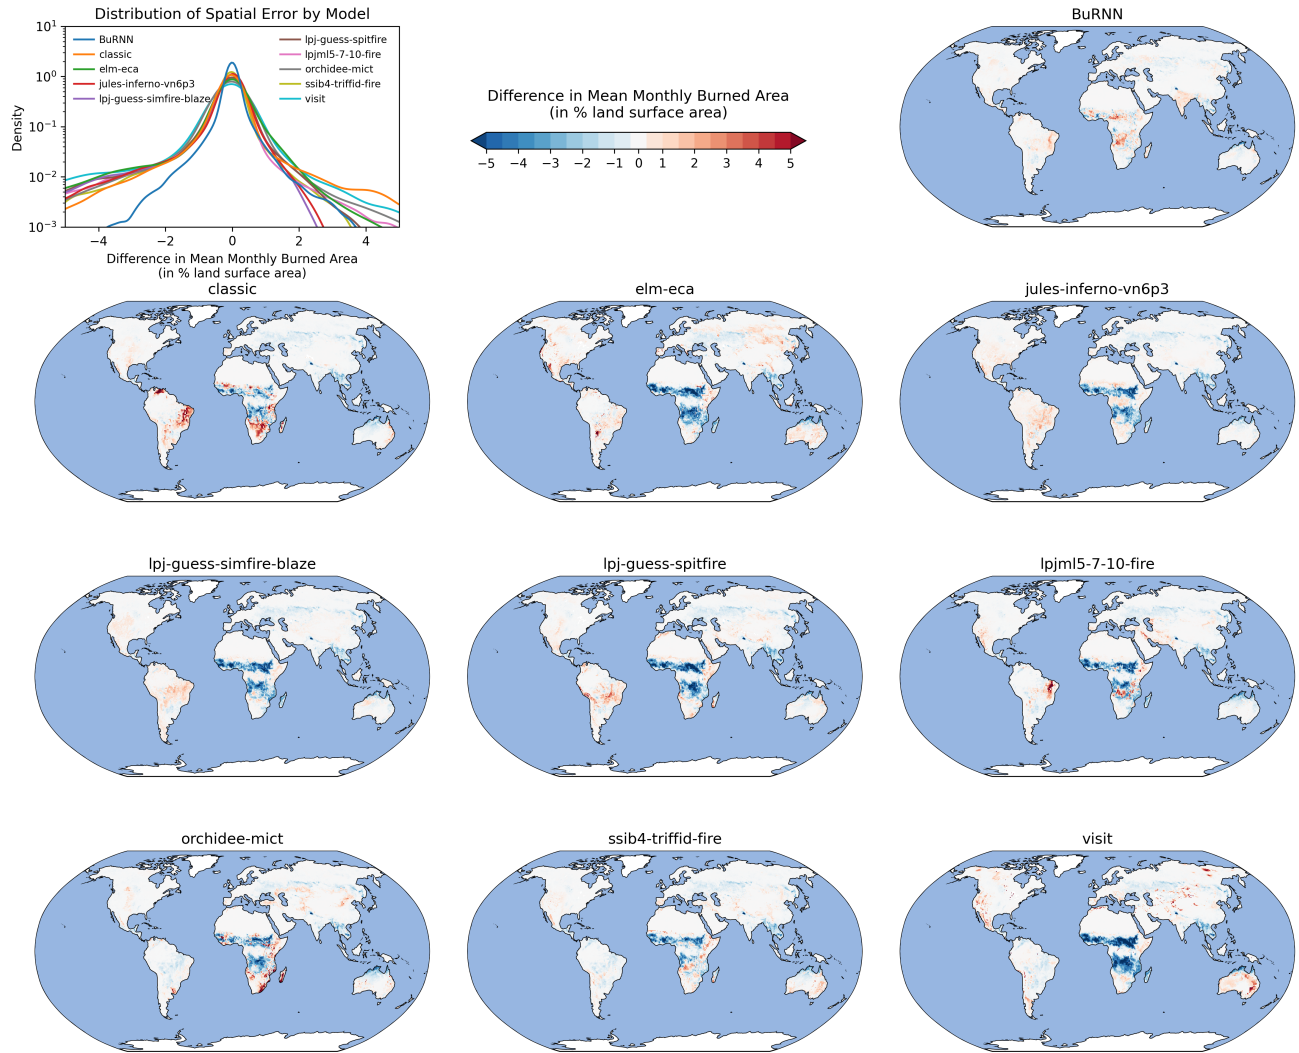 Distribution of Spatial Error by Model
Density
10¹
10⁰
10⁻¹
10⁻²
10⁻³
BuRNN
classic
elm-eca
jules-inferno-vn6p3
lpj-guess-simfire-blaze
lpj-guess-spitfire
lpjml5-7-10-fire
orchidee-mict
ssib4-triffid-fire
visit
−4 −2 0 2 4
Difference in Mean Monthly Burned Area
(in % land surface area)
Difference in Mean Monthly Burned Area
(in % land surface area)
−5 −4 −3 −2 −1 0 1 2 3 4 5
BuRNN
classic
elm-eca
jules-inferno-vn6p3
lpj-guess-simfire-blaze
lpj-guess-spitfire
lpjml5-7-10-fire
orchidee-mict
ssib4-triffid-fire
visit